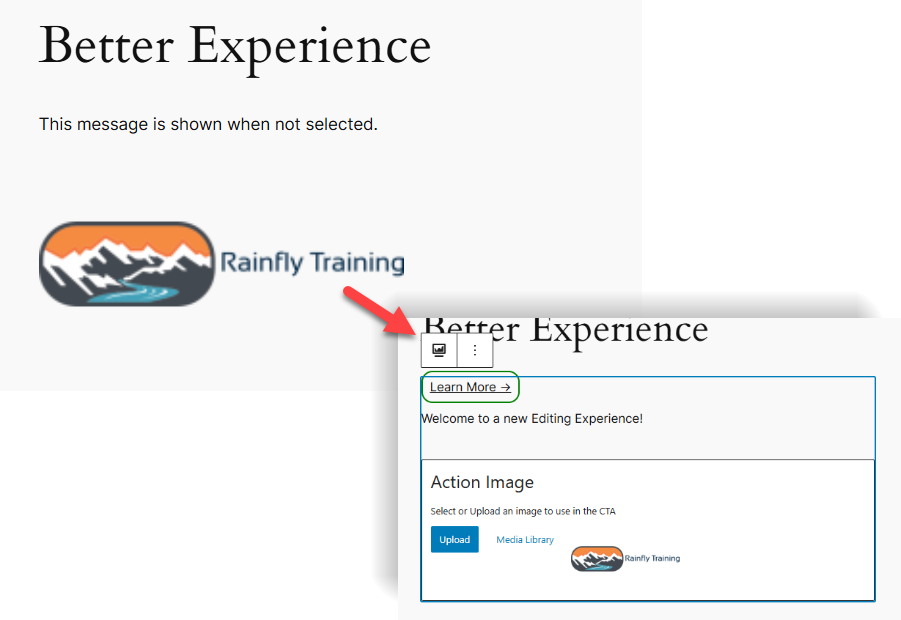 Better Experience
This message is shown when not selected.
Rainfly Training
Better Experience
Learn More →
Welcome to a new Editing Experience!
Action Image
Select or Upload an image to use in the CTA
Upload Media Library
Rainfly Training